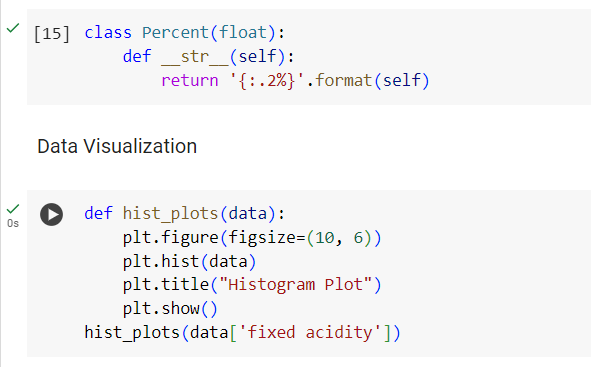 [15] class Percent(float):
def __str__(self):
return '{:.2%}'.format(self)
Data Visualization
0s
def hist_plots(data):
plt.figure(figsize=(10, 6))
plt.hist(data)
plt.title("Histogram Plot")
plt.show()
hist_plots(data['fixed acidity'])